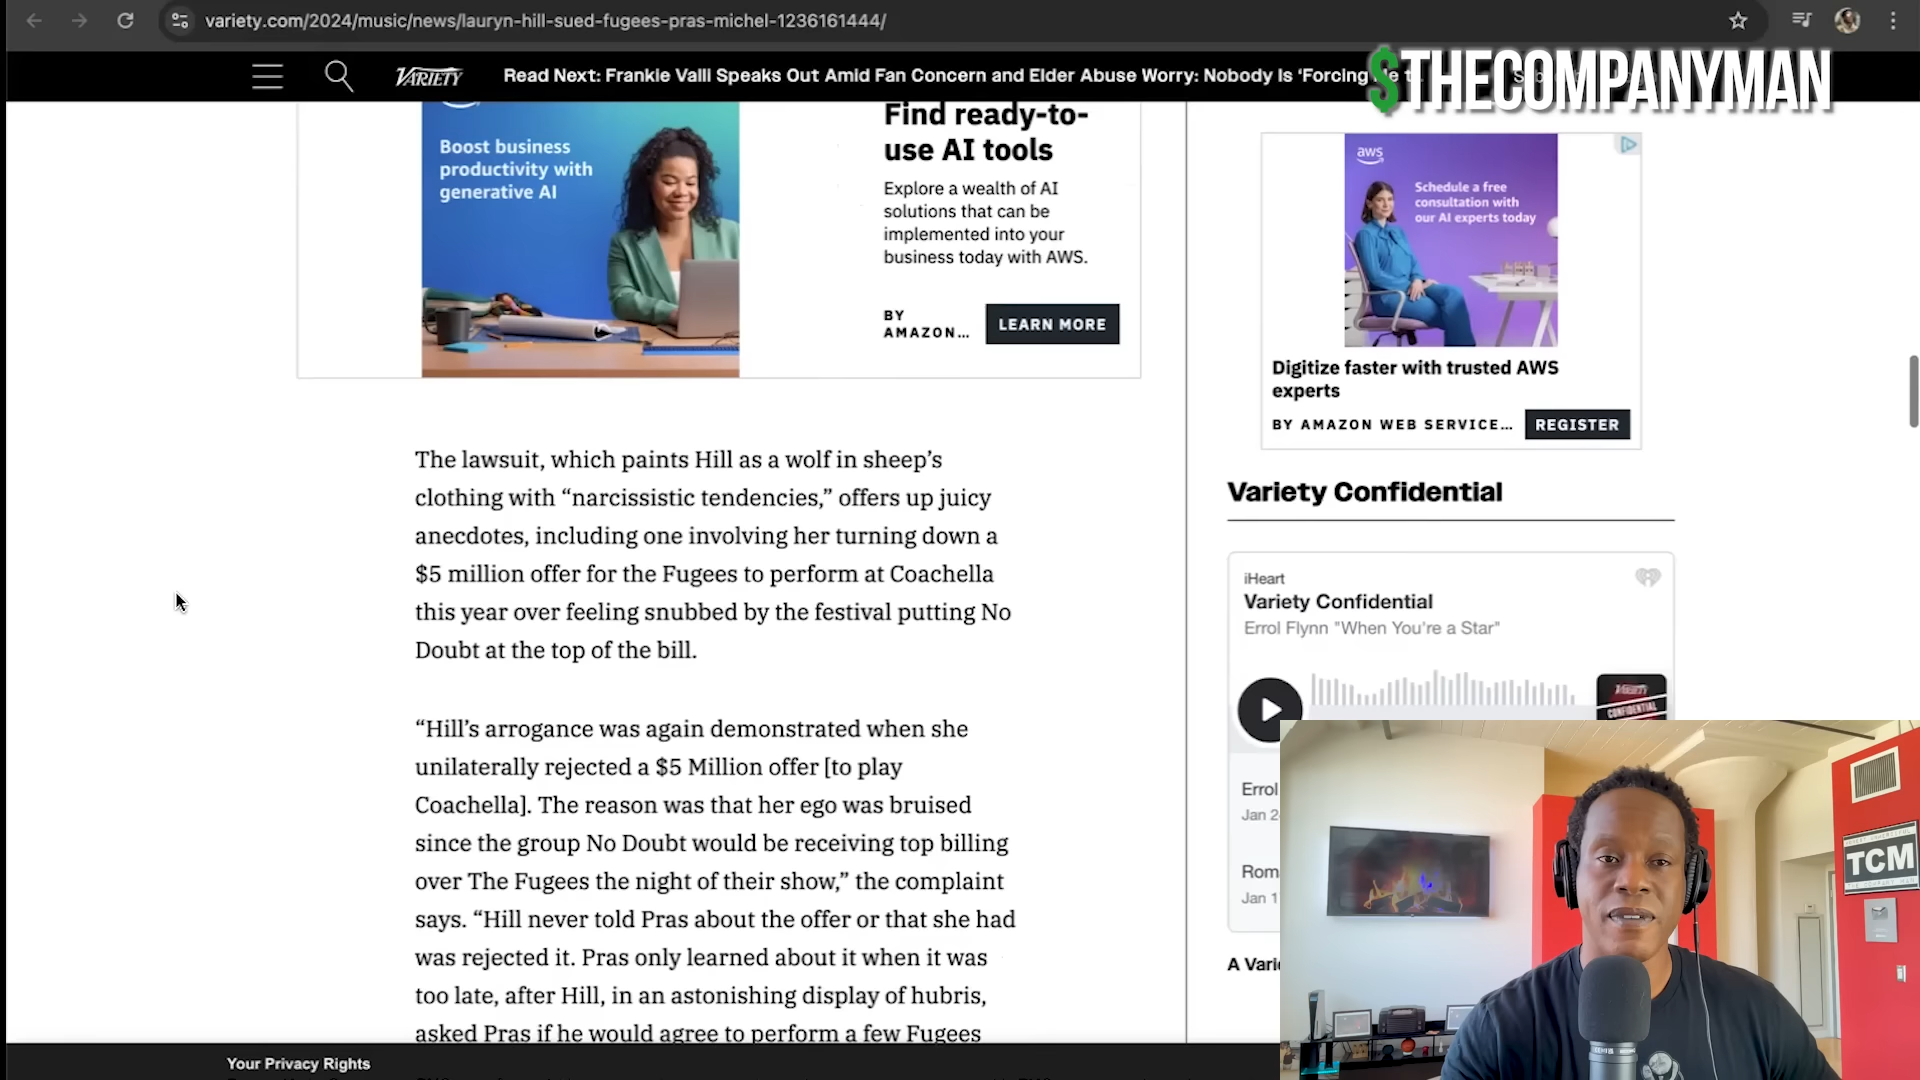 variety.com/2024/music/news/lauryn-hill-sued-fugees-pras-michel-1236161444/
VARIETY
Read Next: Frankie Valli Speaks Out Amid Fan Concern and Elder Abuse Worry: Nobody Is ‘Forcing Me t
$THECOMPANYMAN
Boost business
productivity with
generative AI
Find ready-to-
use AI tools
Explore a wealth of AI
solutions that can be
implemented into your
business today with AWS.
BY
AMAZON...
LEARN MORE
aws
Schedule a free
consultation with
our AI experts today
Digitize faster with trusted AWS
experts
BY AMAZON WEB SERVICE...
REGISTER
The lawsuit, which paints Hill as a wolf in sheep’s
clothing with “narcissistic tendencies,” offers up juicy
anecdotes, including one involving her turning down a
$5 million offer for the Fugees to perform at Coachella
this year over feeling snubbed by the festival putting No
Doubt at the top of the bill.
“Hill’s arrogance was again demonstrated when she
unilaterally rejected a $5 Million offer [to play
Coachella]. The reason was that her ego was bruised
since the group No Doubt would be receiving top billing
over The Fugees the night of their show,” the complaint
says. “Hill never told Pras about the offer or that she had
was rejected it. Pras only learned about it when it was
too late, after Hill, in an astonishing display of hubris,
asked Pras if he would agree to perform a few Fugees
Variety Confidential
iHeart
Variety Confidential
Errol Flynn "When You're a Star"
VARIETY
CONFIDENTIAL
Errol
Jan 2
Rom
Jan 1
A Vari
TCM
Your Privacy Rights